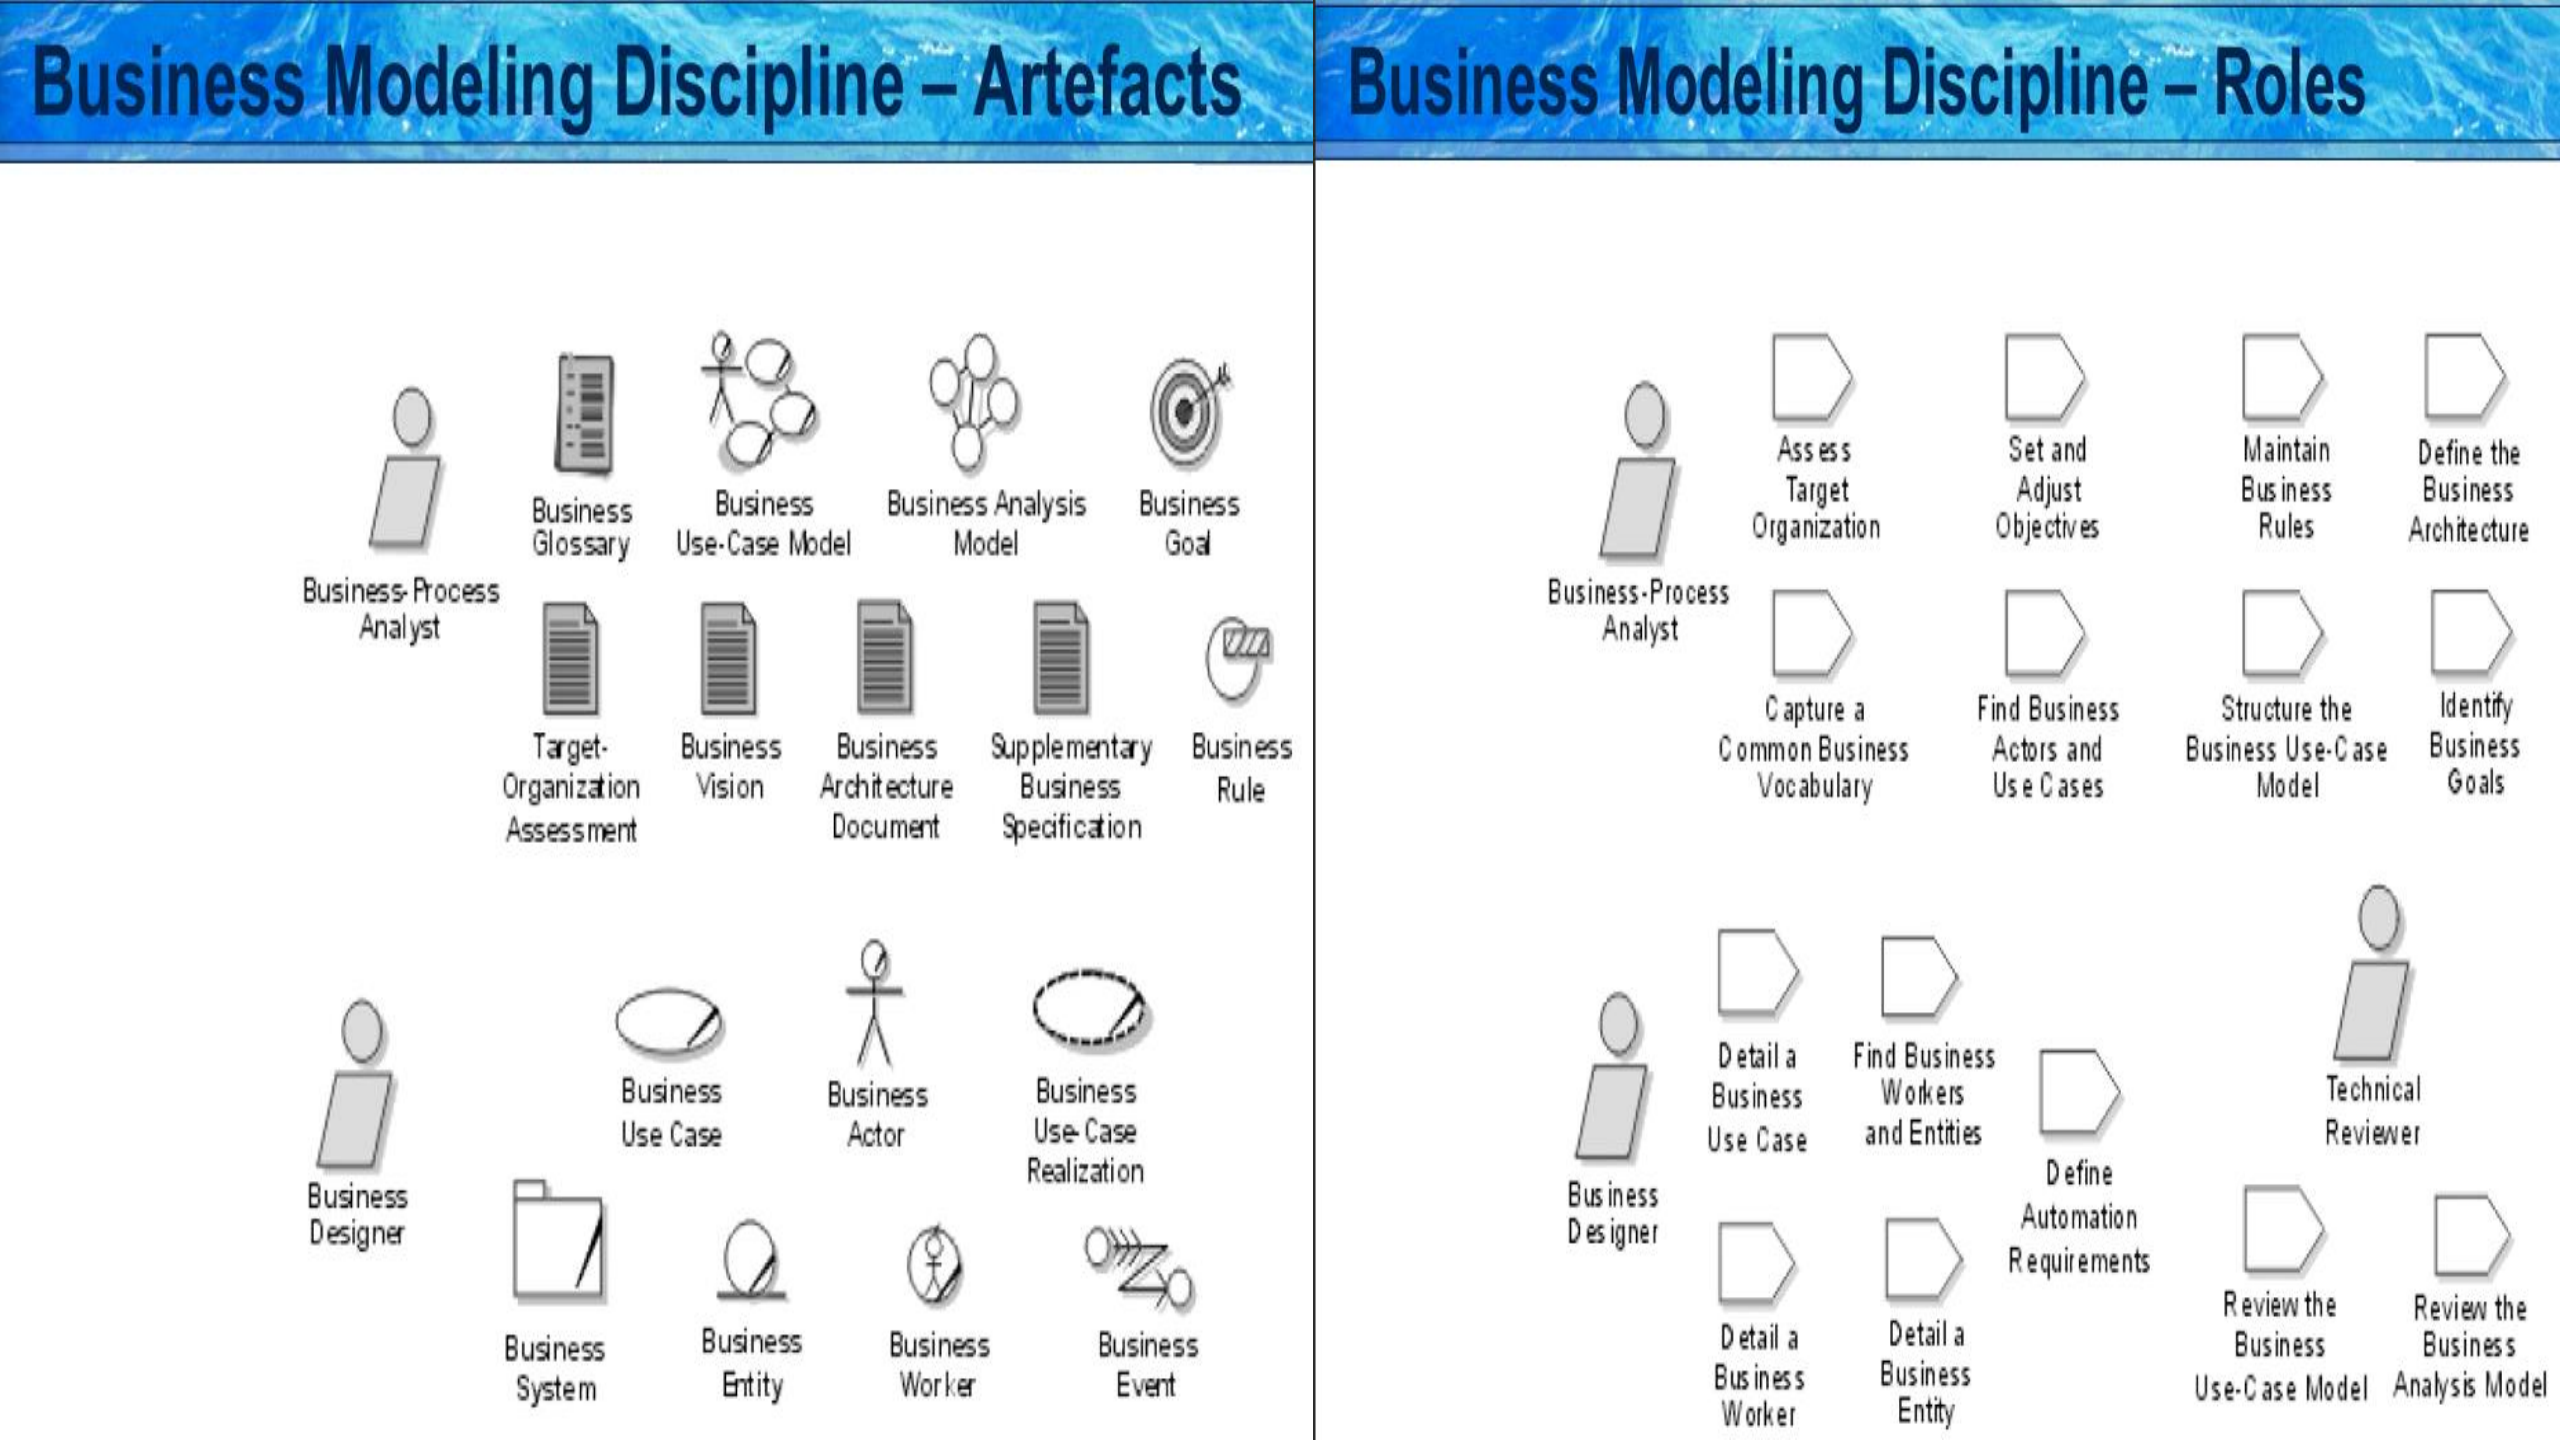 Business Modeling Discipline – Artefacts
Business-Process
Analyst
Business
Glossary
Business
Use-Case Model
Business Analysis
Model
Business
Goal
Target-
Organization
Assessment
Business
Vision
Business
Architecture
Document
Supplementary
Business
Specification
Business
Rule
Business
Designer
Business
Use Case
Business
Actor
Business
Use-Case
Realization
Business
System
Business
Entity
Business
Worker
Business
Event
Business Modeling Discipline – Roles
Business-Process
Analyst
Assess
Target
Organization
Set and
Adjust
Objectives
Maintain
Business
Rules
Define the
Business
Architecture
Capture a
Common Business
Vocabulary
Find Business
Actors and
Use Cases
Structure the
Business Use-Case
Model
Identify
Business
Goals
Business
Designer
Detail a
Business
Use Case
Find Business
Workers
and Entities
Define
Automation
Requirements
Detail a
Business
Worker
Detail a
Business
Entity
Technical
Reviewer
Review the
Business
Use-Case Model
Review the
Business
Analysis Model